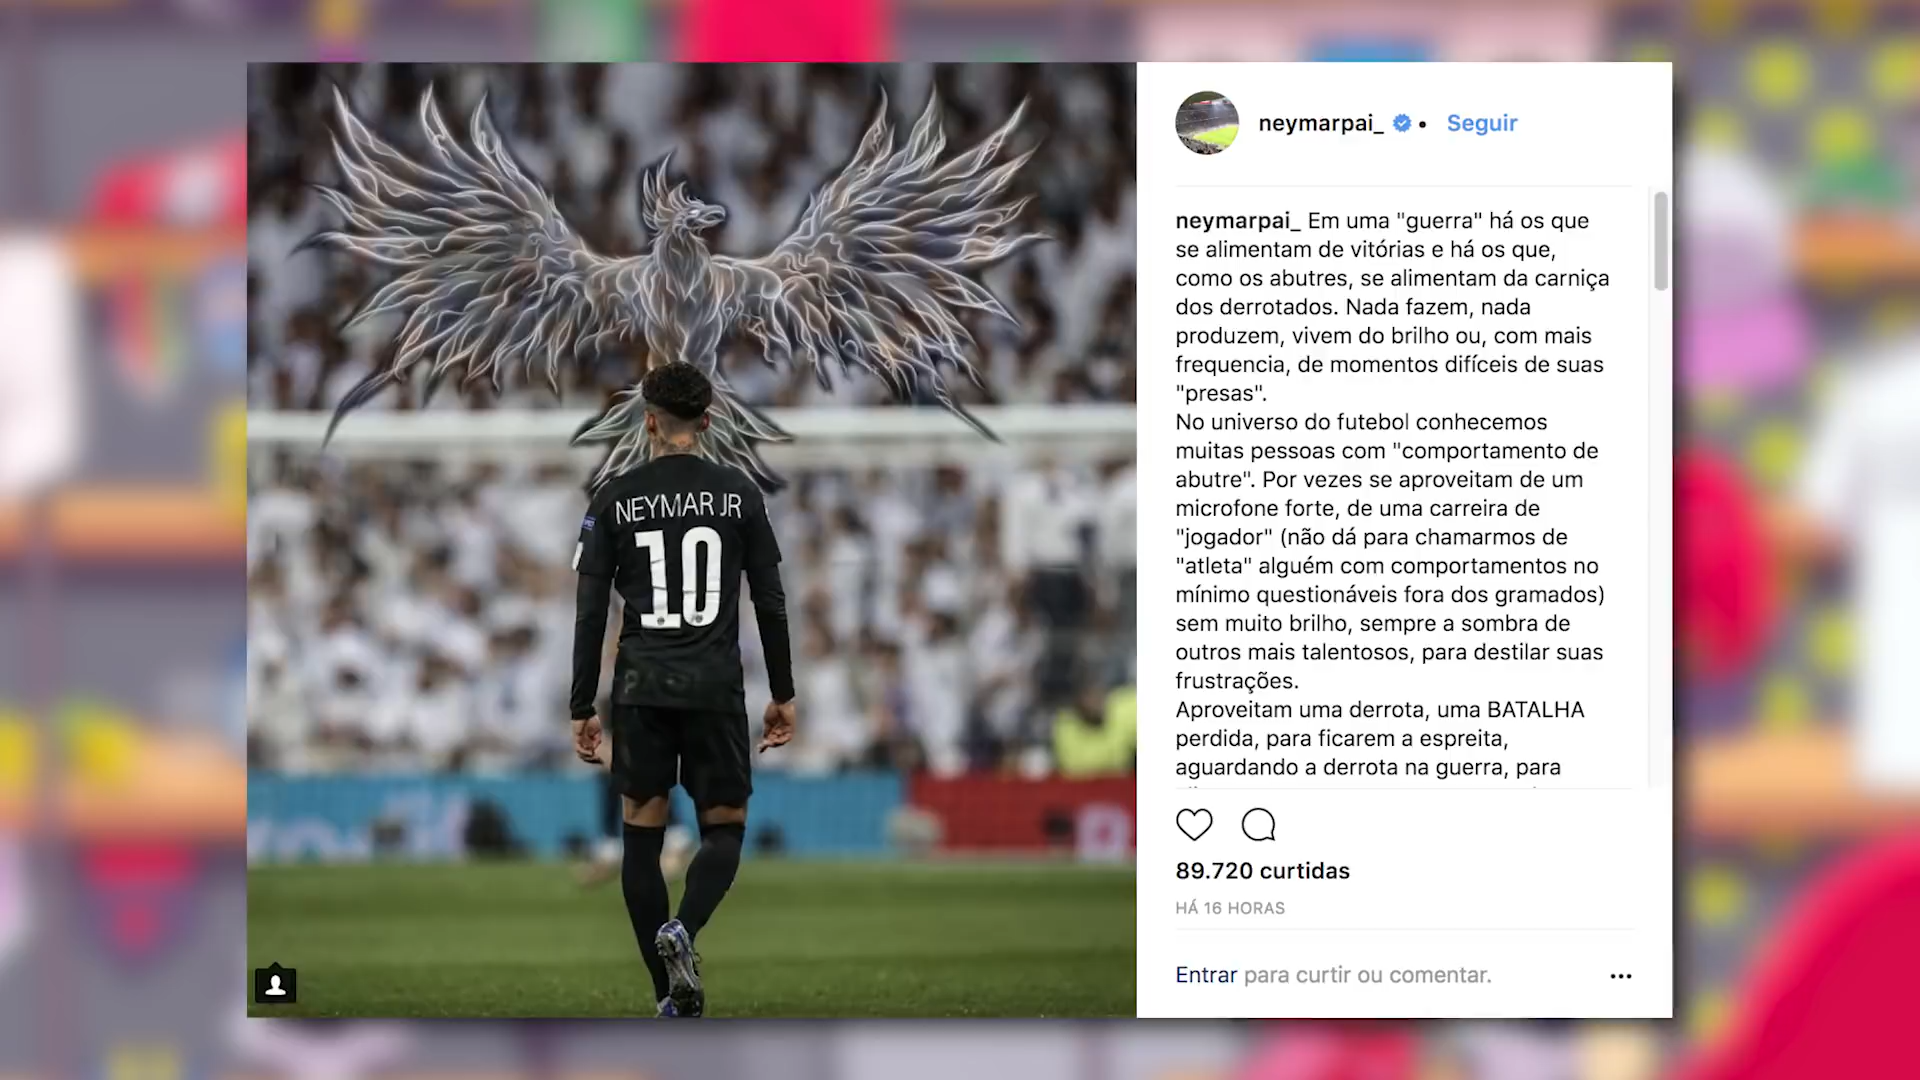 neymarpai_ • Seguir
neymarpai_ Em uma "guerra" há os que
se alimentam de vitórias e há os que,
como os abutres, se alimentam da carniça
dos derrotados. Nada fazem, nada
produzem, vivem do brilho ou, com mais
frequencia, de momentos difíceis de suas
"presas".
No universo do futebol conhecemos
muitas pessoas com "comportamento de
abutre". Por vezes se aproveitam de um
microfone forte, de uma carreira de
"jogador" (não dá para chamarmos de
"atleta" alguém com comportamentos no
mínimo questionáveis fora dos gramados)
sem muito brilho, sempre a sombra de
outros mais talentosos, para destilar suas
frustrações.
Aproveitam uma derrota, uma BATALHA
perdida, para ficarem a espreita,
aguardando a derrota na guerra, para
89.720 curtidas
HÁ 16 HORAS
Entrar para curtir ou comentar.
NEYMAR JR
10